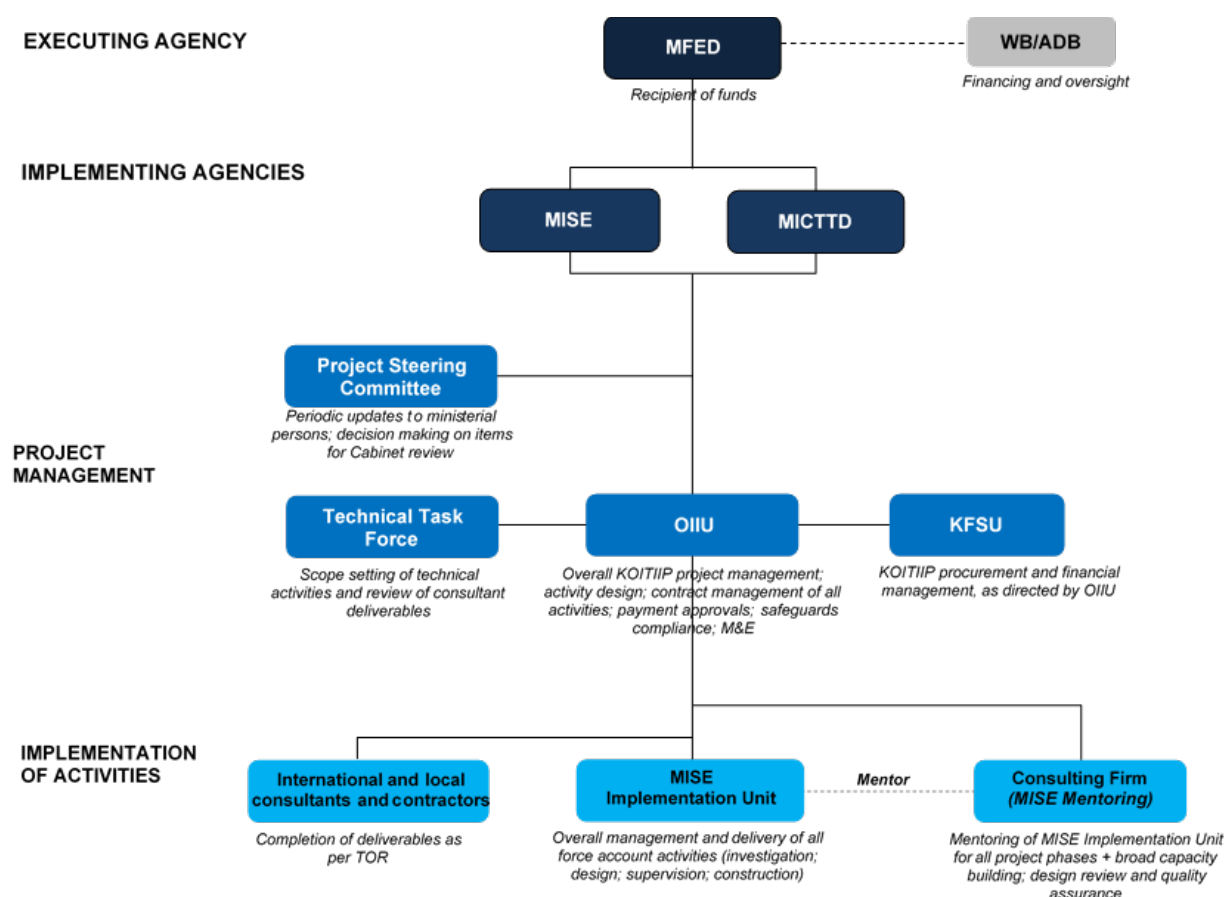 EXECUTING AGENCY
MFED
WB/ADB
Recipient of funds
Financing and oversight
IMPLEMENTING AGENCIES
MISE
MICTTD
Project Steering
Committee
Periodic updates to ministerial
persons; decision making on items
for Cabinet review
PROJECT
MANAGEMENT
Technical Task
Force
OIIU
KFSU
Scope setting of technical
activities and review of consultant
deliverables
Overall KOITIIP project management;
activity design; contract management of all
activities; payment approvals; safeguards
compliance; M&E
KOITIIP procurement and financial
management, as directed by OIIU
IMPLEMENTATION
OF ACTIVITIES
International and local
consultants and contractors
MISE
Implementation Unit
Mentor
Consulting Firm
(MISE Mentoring)
Completion of deliverables as
per TOR
Overall management and delivery of all
force account activities (investigation;
design; supervision; construction)
Mentoring of MISE Implementation Unit
for all project phases + broad capacity
building; design review and quality
assurance